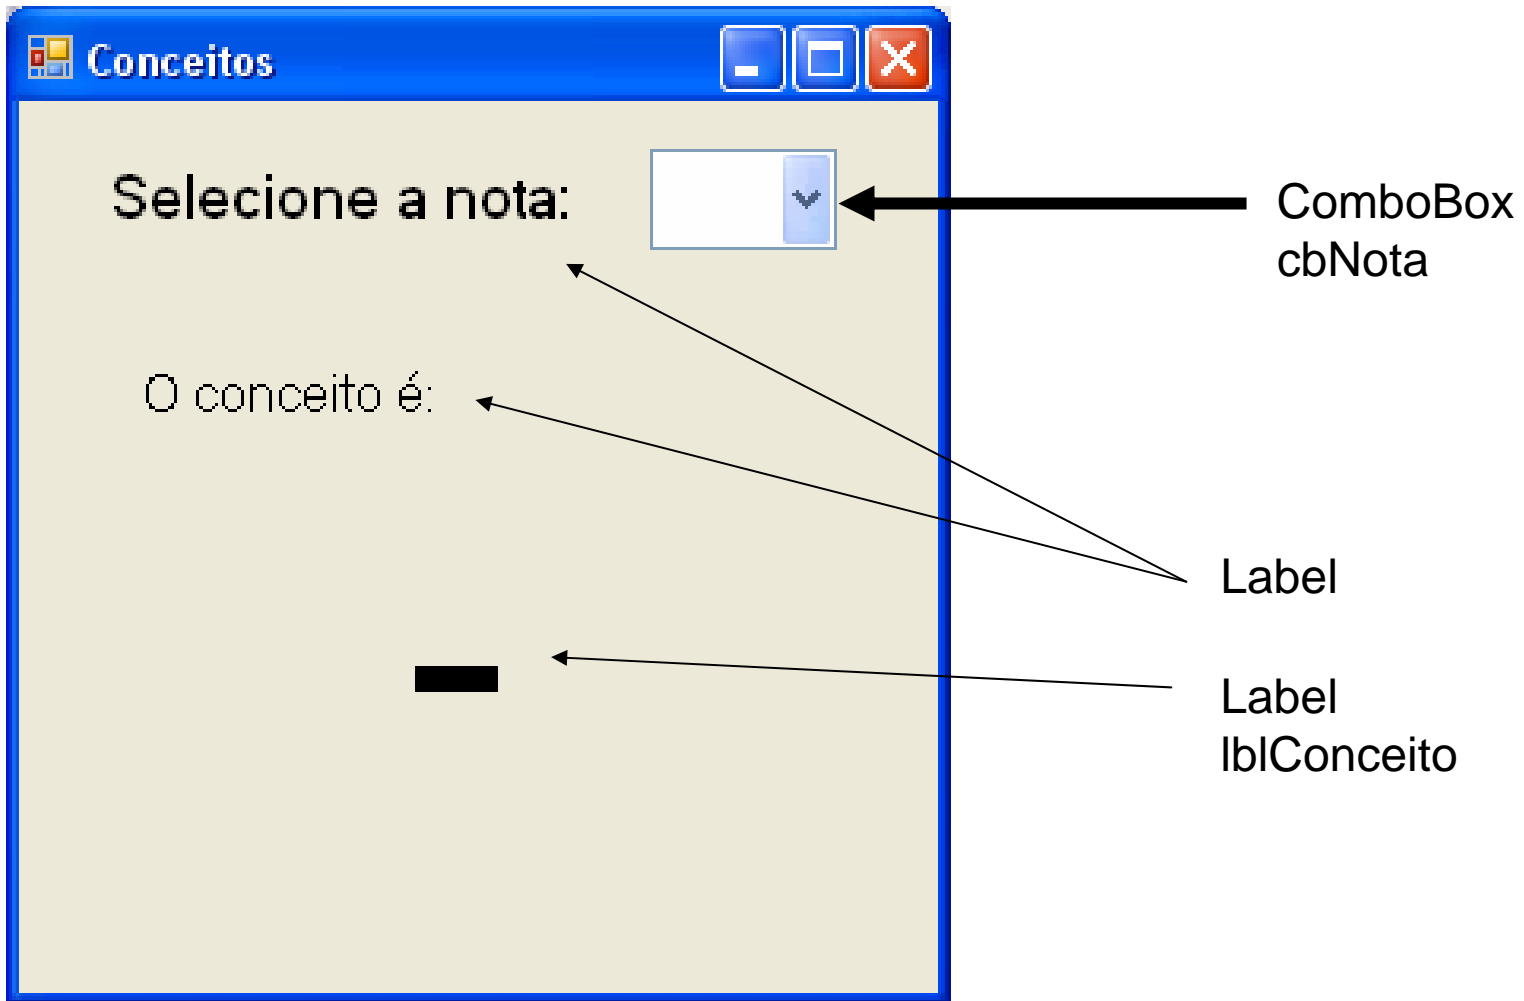 Conceitos
Selecione a nota:
ComboBox
cbNota
O conceito é:
Label
-
Label
lblConceito